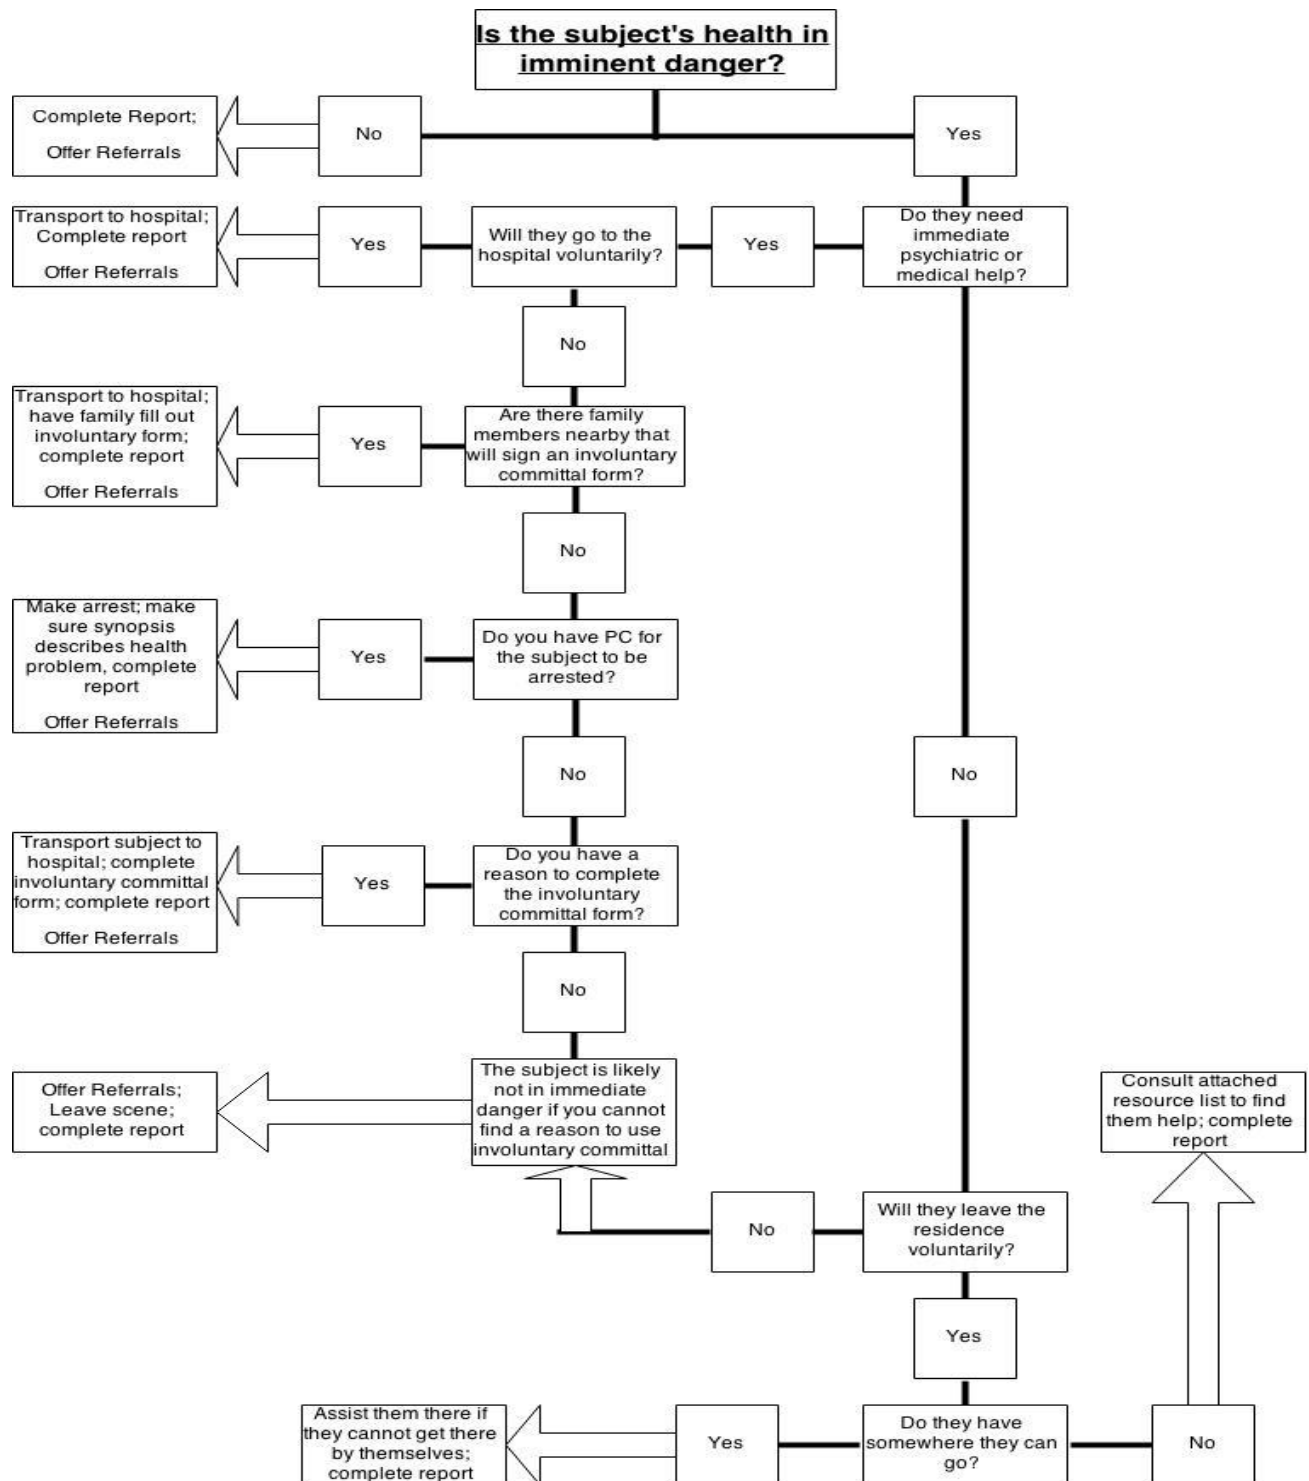 Is the subject's health in
imminent danger?
Complete Report;
Offer Referrals
No
Yes
Transport to hospital;
Complete report
Offer Referrals
Yes
Will they go to the
hospital voluntarily?
Yes
Do they need
immediate
psychiatric or
medical help?
No
Transport to hospital;
have family fill out
involuntary form;
complete report
Offer Referrals
Yes
Are there family
members nearby that
will sign an involuntary
committal form?
No
Make arrest; make
sure synopsis
describes health
problem, complete
report
Offer Referrals
Yes
Do you have PC for
the subject to be
arrested?
No
No
Transport subject to
hospital; complete
involuntary committal
form; complete report
Offer Referrals
Yes
Do you have a
reason to complete
the involuntary
committal form?
No
Offer Referrals;
Leave scene;
complete report
The subject is likely
not in immediate
danger if you cannot
find a reason to use
involuntary committal
Consult attached
resource list to find
them help; complete
report
No
Will they leave the
residence
voluntarily?
Yes
Assist them there if
they cannot get there
by themselves;
complete report
Yes
Do they have
somewhere they can
go?
No